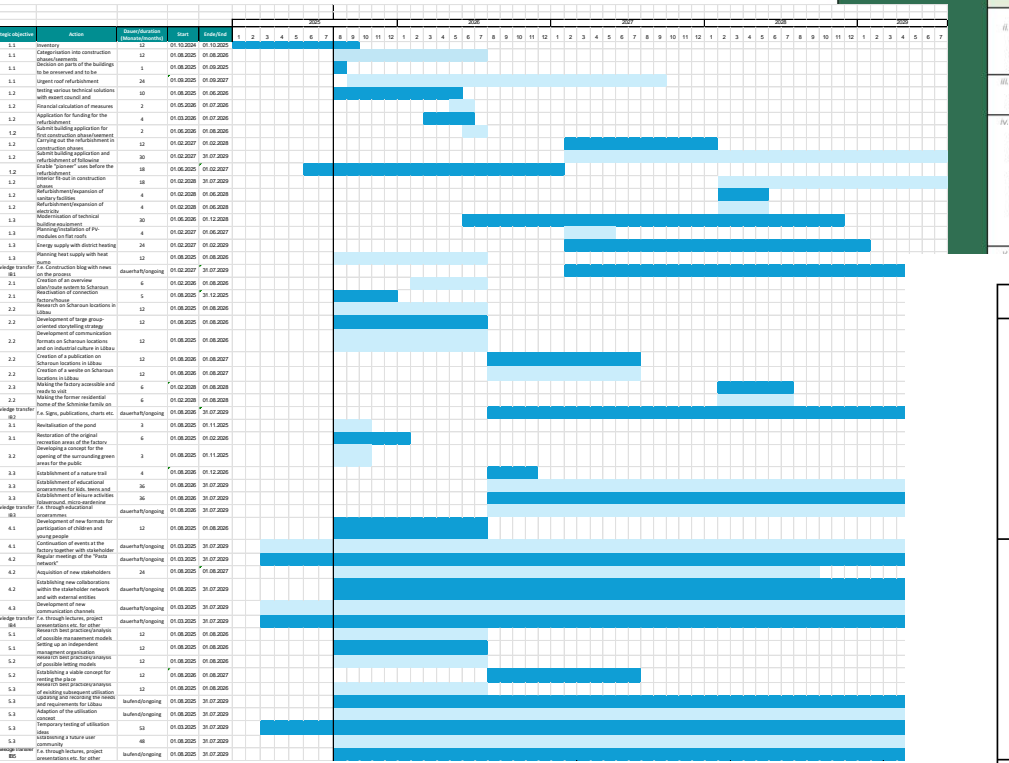 2025 2026 2027 2028 2029
tegic objective Action Dauer/duration (Monate/months) Start Ende/End 1 2 3 4 5 6 7 8 9 10 11 12 1 2 3 4 5 6 7 8 9 10 11 12 1 2 3 4 5 6 7 8 9 10 11 12 1 2 3 4 5 6 7 8 9 10 11 12 1 2 3 4 5 6 7
1.1 Inventory 12 01.10.2024 01.10.2025
1.1 Categorisation into construction phases/segments 12 01.08.2025 01.08.2026
1.1 Decision on parts of the buildings to be preserved and to be 1 01.08.2025 01.09.2025
1.1 Urgent roof refurbishment 24 01.09.2025 01.09.2027
1.2 testing various technical solutions with expert council and 10 01.08.2025 01.06.2026
1.2 Financial calculation of measures 2 01.05.2026 01.07.2026
1.2 Application for funding for the refurbishment 4 01.03.2026 01.07.2026
1.2 Submit building application for first construction phase/segment 2 01.06.2026 01.08.2026
1.2 Carrying out the refurbishment in construction phases 12 01.02.2027 01.02.2028
1.2 Submit building application and refurbishment of following 30 01.02.2027 31.07.2029
1.2 Enable "pioneer" uses before the refurbishment 18 01.06.2025 01.02.2027
1.2 Interior fit-out in construction phases 18 01.02.2028 31.07.2029
1.2 Refurbishment/expansion of sanitary facilities 4 01.02.2028 01.06.2028
1.2 Refurbishment/expansion of electricity 4 01.02.2028 01.06.2028
1.3 Modernisation of technical building equipment 30 01.06.2026 01.12.2028
1.3 Planning/installation of PV-modules on flat roofs 4 01.02.2027 01.06.2027
1.3 Energy supply with district heating 24 01.02.2027 01.02.2029
1.3 Planning heat supply with heat pump 12 01.08.2025 01.08.2026
wledge transfer IB1 f.e. Construction blog with news on the process dauerhaft/ongoing 01.02.2027 31.07.2029
2.1 Creation of an overview plan/route system to Scharoun 6 01.02.2026 01.08.2026
2.1 Reactivation of connection factory/house 5 01.08.2025 31.12.2025
2.2 Research on Scharoun locations in Löbau 12 01.08.2025 01.08.2026
2.2 Development of targe group-oriented storytelling strategy 12 01.08.2025 01.08.2026
2.2 Development of communication formats on Scharoun locations and on industrial culture in Löbau 12 01.08.2025 01.08.2026
2.2 Creation of a publication on Scharoun locations in Löbau 12 01.08.2026 01.08.2027
2.2 Creation of a wesite on Scharoun locations in Löbau 12 01.08.2026 01.08.2027
2.3 Making the factory accessible and ready to visit 6 01.02.2028 01.08.2028
2.2 Making the former residential home of the Schminke family on 6 01.02.2028 01.08.2028
wledge transfer IB2 f.e. Signs, publications, charts etc. dauerhaft/ongoing 01.08.2026 31.07.2029
3.1 Revitalisation of the pond 3 01.08.2025 01.11.2025
3.1 Restoration of the original recreation areas of the factory 6 01.08.2025 01.02.2026
3.2 Developing a concept for the opening of the surrounding green areas for the public 3 01.08.2025 01.11.2025
3.3 Establishment of a nature trail 4 01.08.2026 01.12.2026
3.3 Establishment of educational programmes for kids, teens and 36 01.08.2026 31.07.2029
3.3 Establishment of leisure activities (playground, micro-gardening 36 01.08.2026 31.07.2029
wledge transfer IB3 f.e. through educational programmes dauerhaft/ongoing 01.08.2026 31.07.2029
4.1 Development of new formats for participation of children and young people 12 01.08.2025 01.08.2026
4.1 Continuation of events at the factory together with stakeholder dauerhaft/ongoing 01.03.2025 31.07.2029
4.2 Regular meetings of the "Pasta network" dauerhaft/ongoing 01.03.2025 31.07.2029
4.2 Acquisition of new stakeholders 24 01.08.2025 01.08.2027
4.2 Establishing new collaborations within the stakeholder network and with external entities dauerhaft/ongoing 01.08.2025 31.07.2029
4.3 Development of new communication channels dauerhaft/ongoing 01.03.2025 31.07.2029
wledge transfer IB4 f.e. through lectures, project presentations etc. for other dauerhaft/ongoing 01.03.2025 31.07.2029
5.1 Research best practices/analysis of possible management models 12 01.08.2025 01.08.2026
5.1 Setting up an independent managment organisation 12 01.08.2025 01.08.2026
5.2 Research best practices/analysis of possible letting models 12 01.08.2025 01.08.2026
5.2 Establishing a viable concept for renting the place 12 01.08.2026 01.08.2027
5.3 Research best practices/analysis of exisiting subsequent utilisation 12 01.08.2025 01.08.2026
5.3 Updating and recording the needs and requirements for Löbau laufend/ongoing 01.08.2025 31.07.2029
5.3 Adaption of the utilisation concept laufend/ongoing 01.08.2025 31.07.2029
5.3 Temporary testing of utilisation ideas 53 01.03.2025 31.07.2029
5.3 Establishing a future user community 48 01.08.2025 31.07.2029
wledge transfer IB5 f.e. through lectures, project presentations etc. for other laufend/ongoing 01.08.2025 31.07.2029
ii.
iii.
iv.